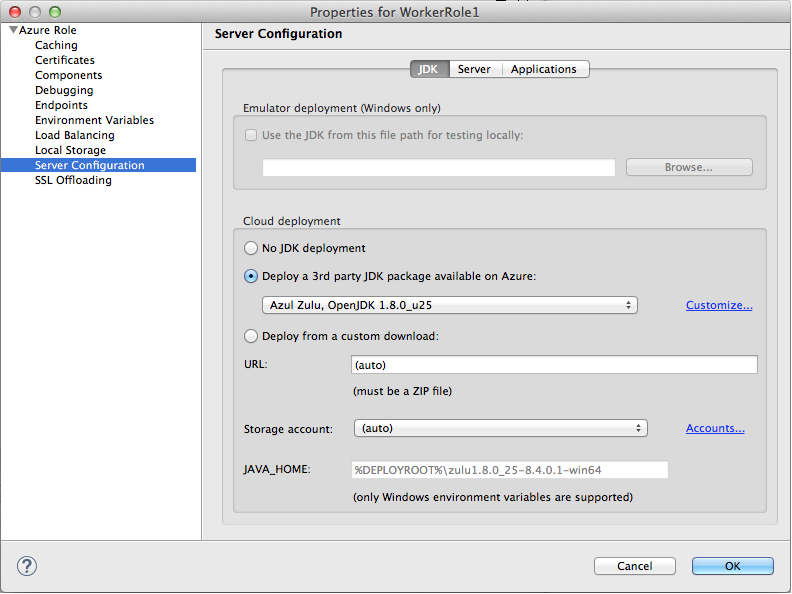 Properties for WorkerRole1
Azure Role
Caching
Certificates
Components
Debugging
Endpoints
Environment Variables
Load Balancing
Local Storage
Server Configuration
SSL Offloading
Server Configuration
JDK Server Applications
Emulator deployment (Windows only)
Use the JDK from this file path for testing locally:
Browse...
Cloud deployment
No JDK deployment
Deploy a 3rd party JDK package available on Azure:
Azul Zulu, OpenJDK 1.8.0_u25 Customize...
Deploy from a custom download:
URL: (auto)
(must be a ZIP file)
Storage account: (auto) Accounts...
JAVA_HOME: %DEPLOYROOT%\zulu1.8.0_25-8.4.0.1-win64
(only Windows environment variables are supported)
? Cancel OK